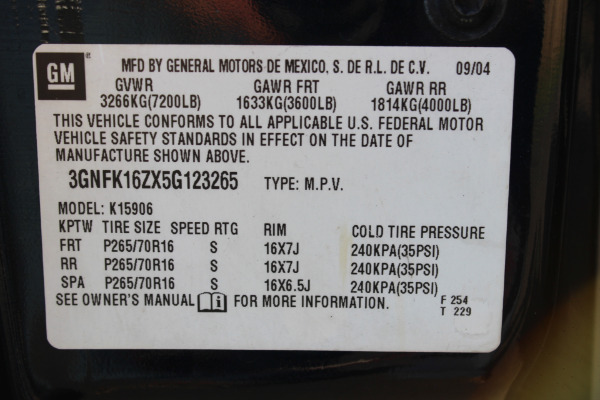 GM
MFD BY GENERAL MOTORS DE MEXICO, S. DE R.L. DE C.V. 09/04
GVWR GAWR FRT GAWR RR
3266KG(7200LB) 1633KG(3600LB) 1814KG(4000LB)
THIS VEHICLE CONFORMS TO ALL APPLICABLE U.S. FEDERAL MOTOR
VEHICLE SAFETY STANDARDS IN EFFECT ON THE DATE OF
MANUFACTURE SHOWN ABOVE.
3GNFK16ZX5G123265 TYPE: M.P.V.
MODEL: K15906
KPTW TIRE SIZE SPEED RTG RIM COLD TIRE PRESSURE
FRT P265/70R16 S 16X7J 240KPA(35PSI)
RR P265/70R16 S 16X7J 240KPA(35PSI)
SPA P265/70R16 S 16X6.5J 240KPA(35PSI)
SEE OWNER'S MANUAL i FOR MORE INFORMATION. F 254
T 229